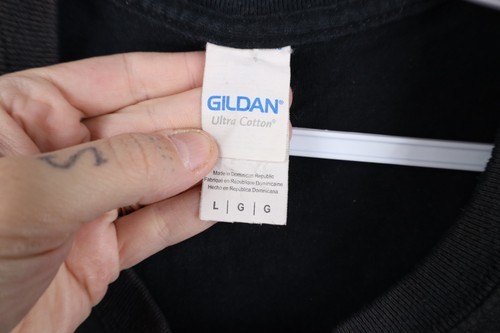 GILDAN®
Ultra Cotton®
Made in Dominican Republic
Fabriqué en République Dominicaine
Hecho en República Dominicana
L | G | G